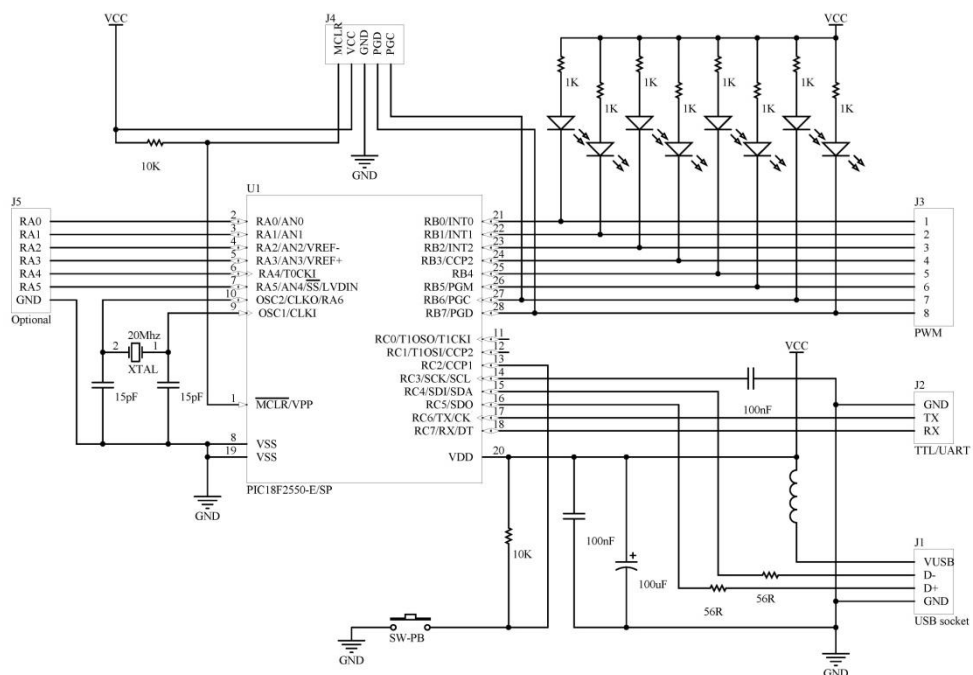 VCC
J4
MCLR
VCC
GND
PGD
PGC
VCC
1K
1K
1K
1K
1K
1K
1K
1K
10K
GND
U1
J5
RA0
RA1
RA2
RA3
RA4
RA5
GND
Optional
2 RA0/AN0
3 RA1/AN1
4 RA2/AN2/VREF-
5 RA3/AN3/VREF+
6 RA4/T0CKI
7 RA5/AN4/SS/LVDIN
10 OSC2/CLKO/RA6
9 OSC1/CLKI
1 MCLR/VPP
8 VSS
19 VSS
RB0/INT0 21
RB1/INT1 22
RB2/INT2 23
RB3/CCP2 24
RB4 25
RB5/PGM 26
RB6/PGC 27
RB7/PGD 28
RC0/T1OSO/T1CKI 11
RC1/T1OSI/CCP2 12
RC2/CCP1 13
RC3/SCK/SCL 14
RC4/SDI/SDA 15
RC5/SDO 16
RC6/TX/CK 17
RC7/RX/DT 18
VDD 20
PIC18F2550-E/SP
20Mhz
2 1
XTAL
15pF
15pF
GND
J3
1
2
3
4
5
6
7
8
PWM
VCC
100nF
J2
GND
TX
RX
TTL/UART
10K
100nF
+
100uF
J1
VUSB
D-
D+
GND
USB socket
56R
56R
SW-PB
GND
GND